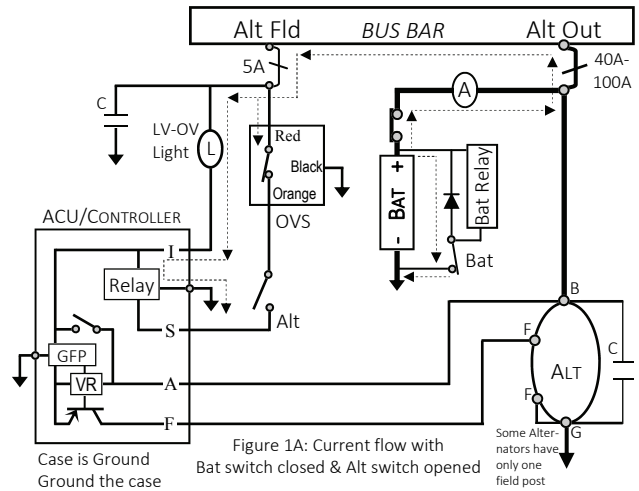 Alt Fld
BUS BAR
Alt Out
5A
40A-
100A
C
LV-OV
Light
L
A
Red
Black
Orange
OVS
+
BAT
-
Bat Relay
Bat
ACU/CONTROLLER
I
Relay
S
Alt
GFP
VR
A
F
B
F
F
ALT
C
G
Case is Ground
Ground the case
Figure 1A: Current flow with
Bat switch closed & Alt switch opened
Some Alter-
nators have
only one
field post